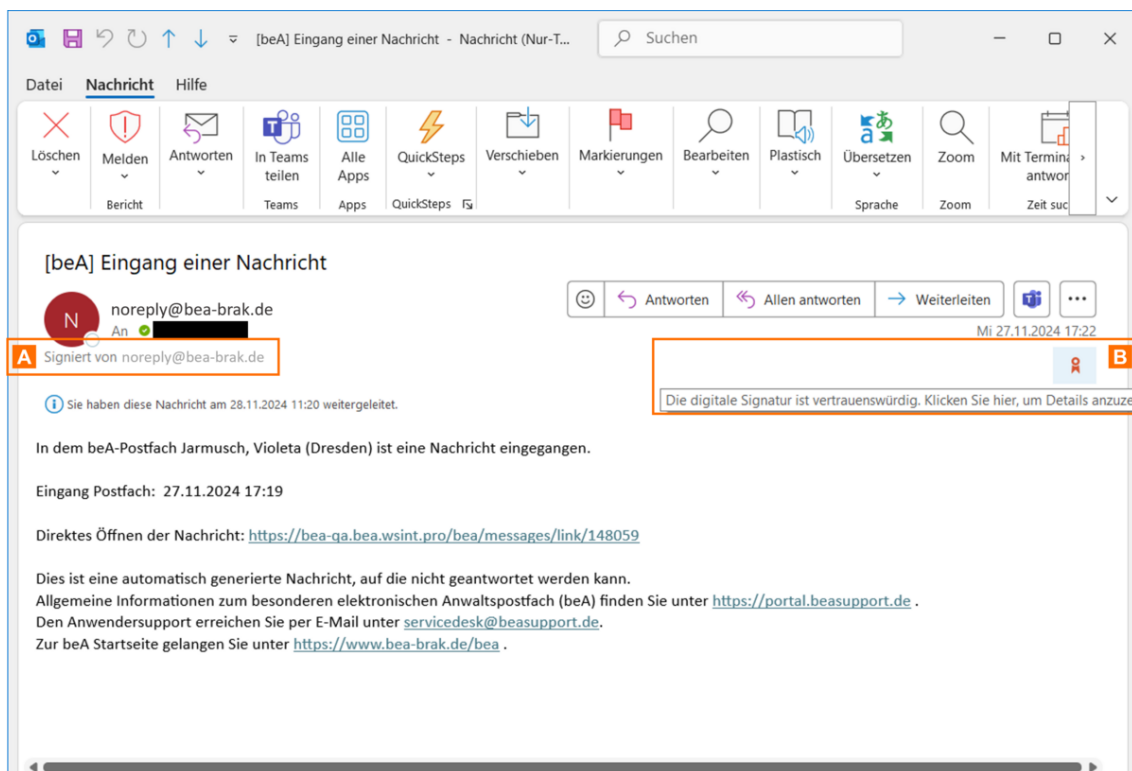 [beA] Eingang einer Nachricht - Nachricht (Nur-T...
Suchen
Datei Nachricht Hilfe
Löschen
Melden
Antworten
In Teams teilen
Alle Apps
QuickSteps
Verschieben
Markierungen
Bearbeiten
Plastisch
Übersetzen
Zoom
Mit Termina
antwor
Bericht
Teams
Apps
QuickSteps
Sprache
Zoom
Zeit suc
[beA] Eingang einer Nachricht
N
noreply@bea-brak.de
An
Antworten
Allen antworten
Weiterleiten
Mi 27.11.2024 17:22
A
Signiert von noreply@bea-brak.de
B
Die digitale Signatur ist vertrauenswürdig. Klicken Sie hier, um Details anzuze
Sie haben diese Nachricht am 28.11.2024 11:20 weitergeleitet.
In dem beA-Postfach Jarmusch, Violeta (Dresden) ist eine Nachricht eingegangen.
Eingang Postfach: 27.11.2024 17:19
Direktes Öffnen der Nachricht: https://bea-qa.bea.wsint.pro/bea/messages/link/148059
Dies ist eine automatisch generierte Nachricht, auf die nicht geantwortet werden kann.
Allgemeine Informationen zum besonderen elektronischen Anwaltspostfach (beA) finden Sie unter https://portal.beasupport.de .
Den Anwendersupport erreichen Sie per E-Mail unter servicedesk@beasupport.de.
Zur beA Startseite gelangen Sie unter https://www.bea-brak.de/bea .